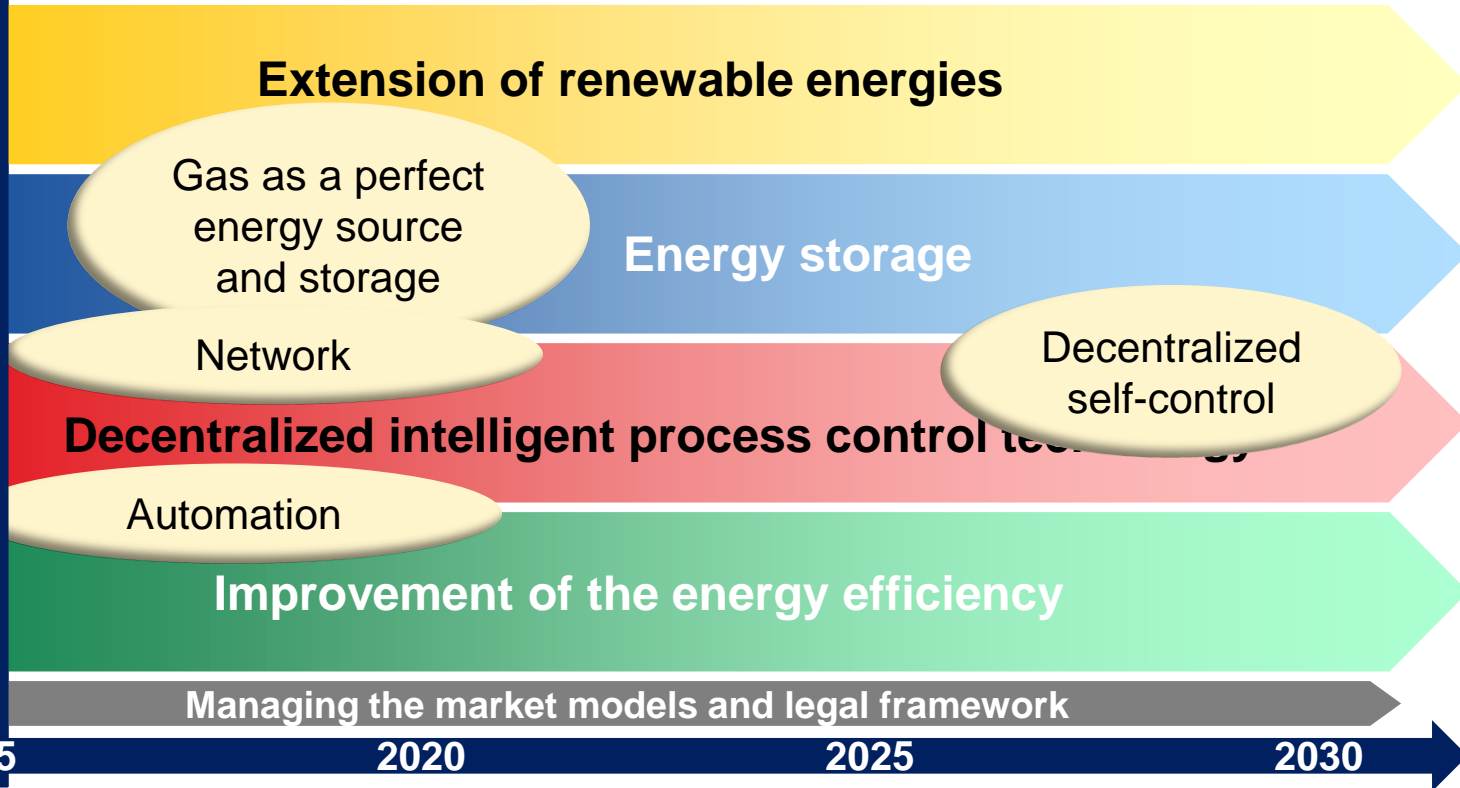 Extension of renewable energies
Gas as a perfect
energy source
and storage
Energy storage
Network
Decentralized
self-control
Decentralized intelligent process control
Automation
Improvement of the energy efficiency
Managing the market models and legal framework
5 2020 2025 2030